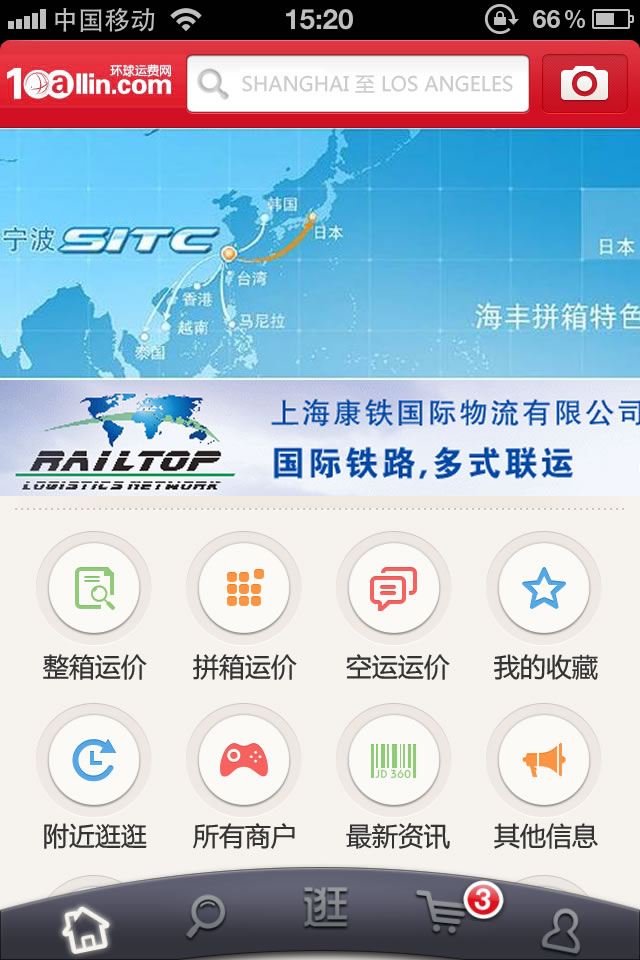 中国移动 15:20 66%
100allin.com 环球运费网
SHANGHAI 至 LOS ANGELES
韩国
日本
宁波 SITC
日本
台湾
香港
海丰拼箱特色
越南
马尼拉
泰国
上海康铁国际物流有限公司
RAILTOP
国际铁路,多式联运
LOGISTICS NETWORK
整箱运价 拼箱运价 空运运价 我的收藏
JD 360
附近逛逛 所有商户 最新资讯 其他信息
逛
3